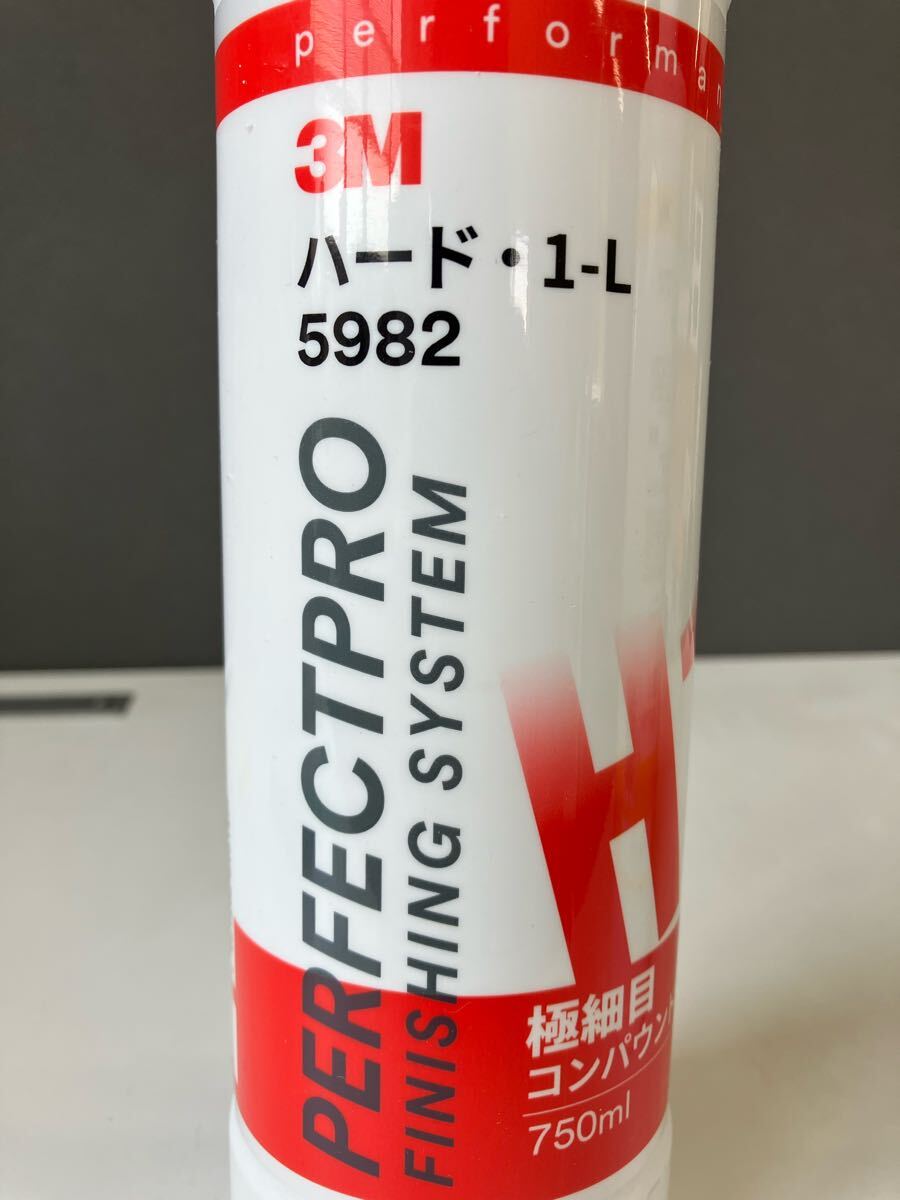 performan
3M
ハード・1-L
5982
PERFECTPRO
FINISHING SYSTEM
H
極細目
コンパウン
750ml